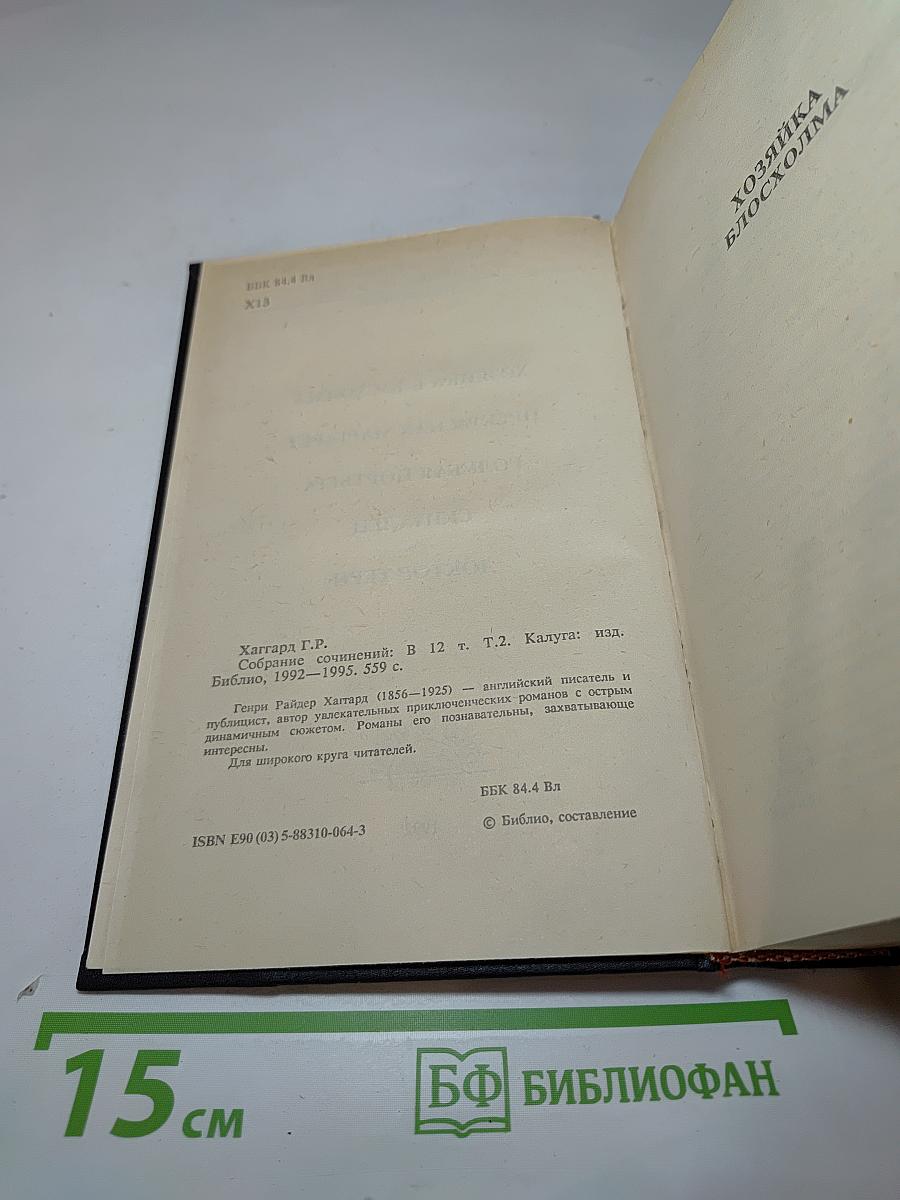 ББК 84.4 Вл
Х13
Хаггард Г.Р.
Собрание сочинений: В 12 т. Т.2. Калуга: изд.
Библио, 1992—1995. 559 с.
Генри Райдер Хаггард (1856—1925) — английский писатель и
публицист, автор увлекательных приключенческих романов с острым
динамичным сюжетом. Романы его познавательны, захватывающе
интересны.
Для широкого круга читателей.
ББК 84.4 Вл
ISBN E90 (03) 5-88310-064-3
© Библио, составление
ХОЗЯЙКА
БЛОСХОЛМА
15 см
БФ БИБЛИОФАН